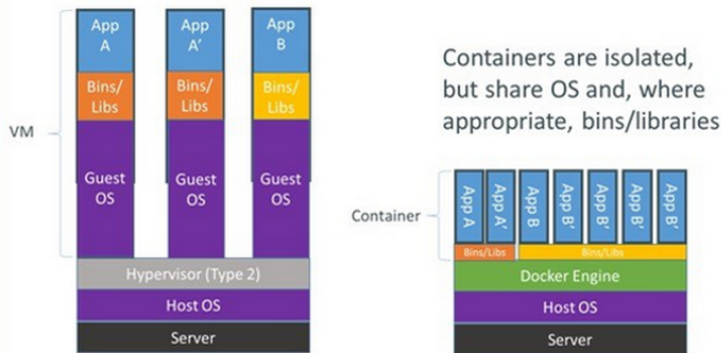 App
A
App
A'
App
B
Bins/
Libs
Bins/
Libs
Bins/
Libs
VM
Guest
OS
Guest
OS
Guest
OS
Hypervisor (Type 2)
Host OS
Server
Containers are isolated,
but share OS and, where
appropriate, bins/libraries
Container
App A
App A'
App B
App B'
App B'
App B'
App B'
Bins/Libs
Bins/Libs
Docker Engine
Host OS
Server